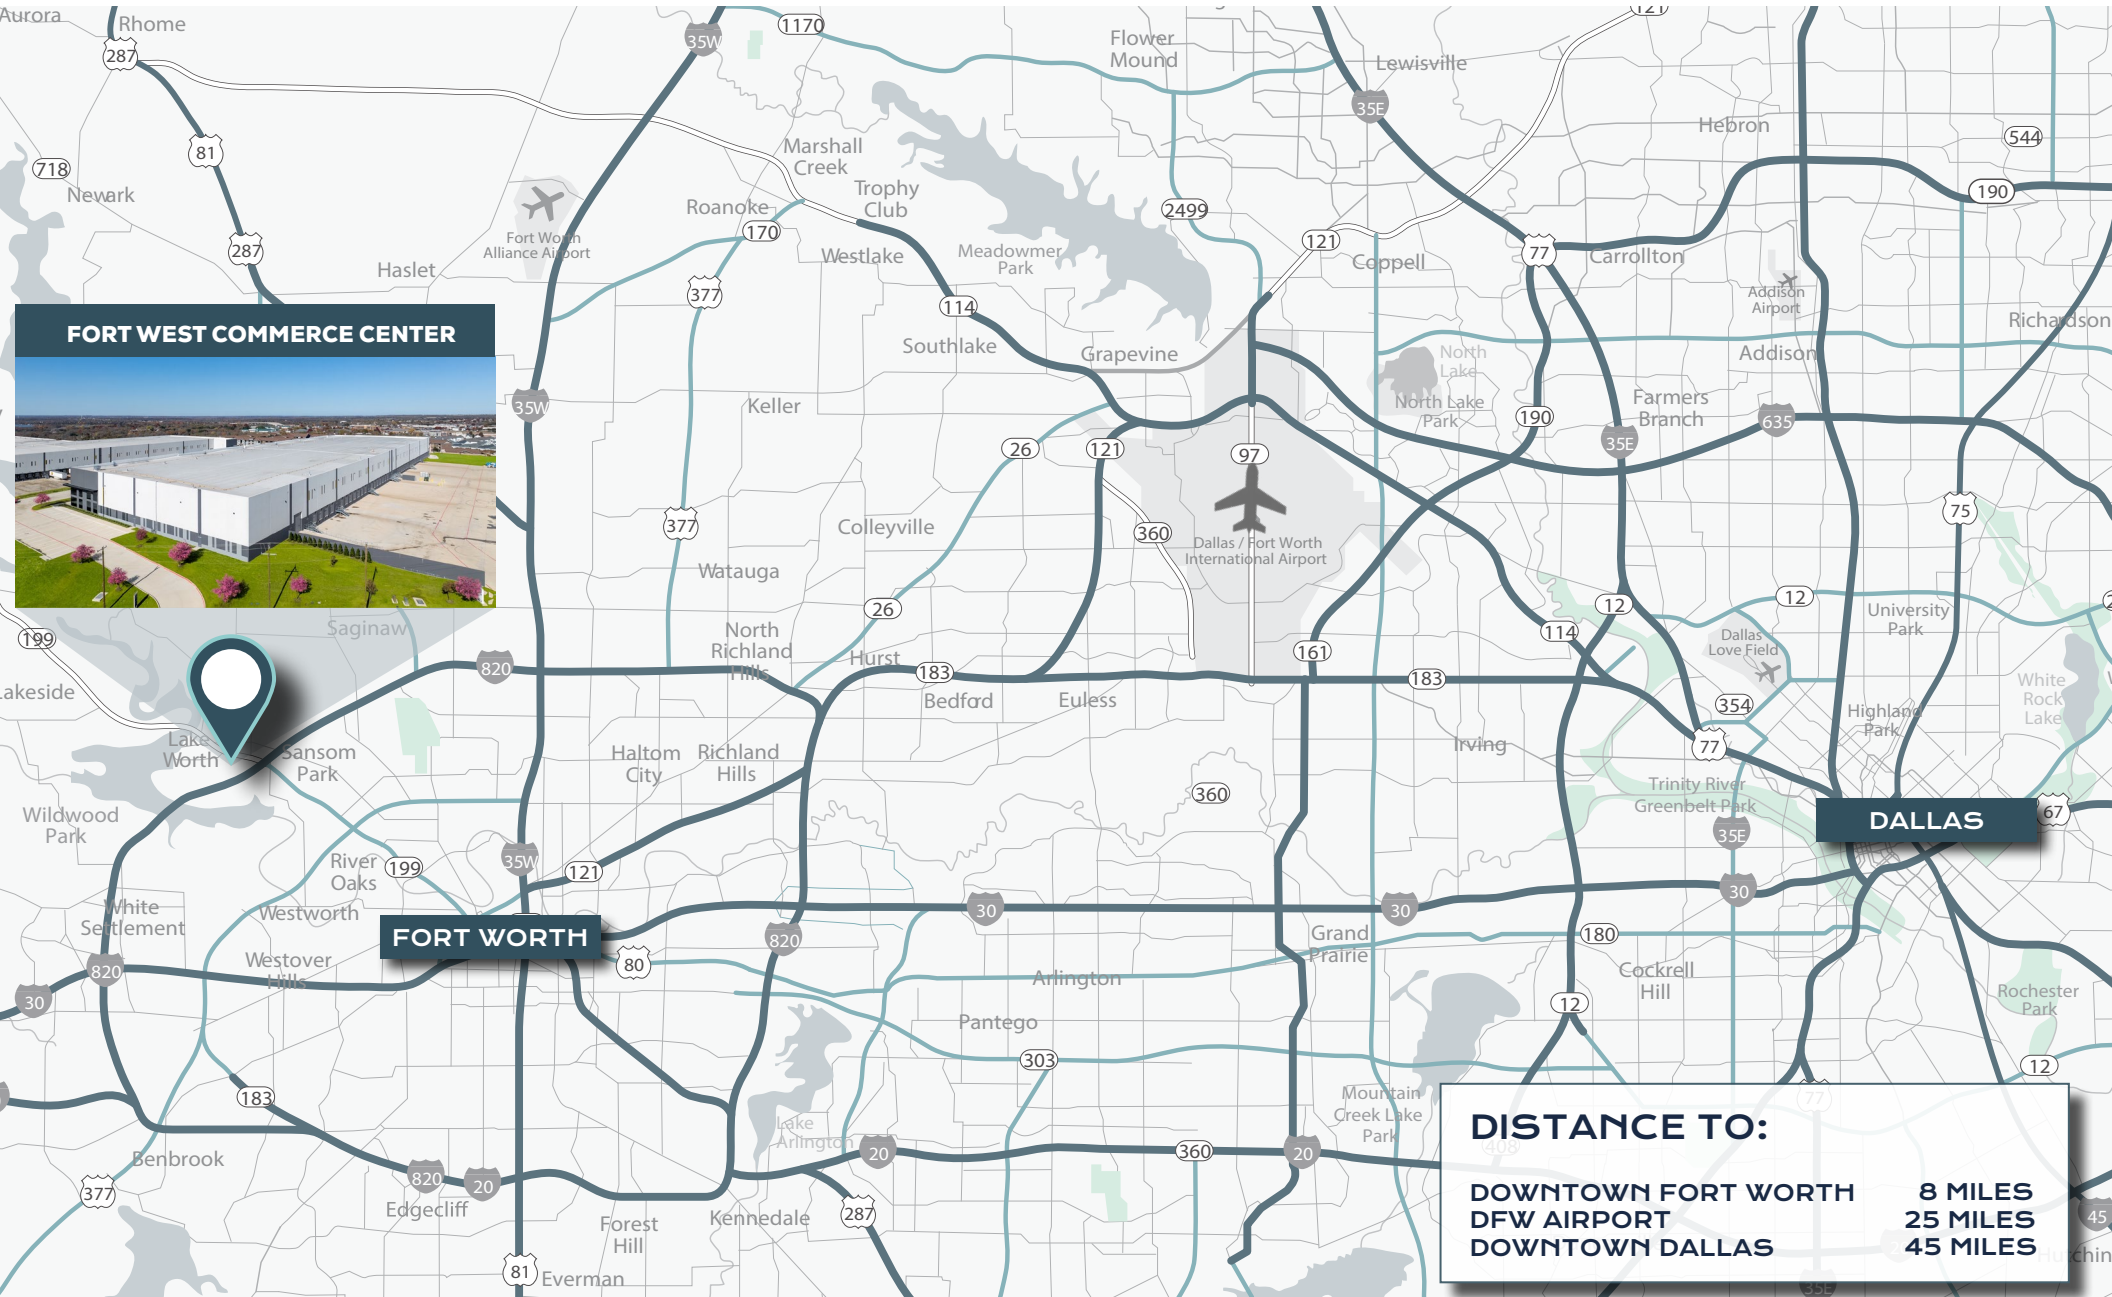 Aurora
Rhome
1170
121
287
35W
Flower
Mound
Lewisville
35E
Hebron
544
81
718
Newark
Marshall
Creek
Trophy
Club
190
Roanoke
170
2499
Fort Worth
Alliance Airport
287
Haslet
Westlake
Meadowmer
Park
121
Coppell
77
Carrollton
377
114
Addison
Airport
Richardson
FORT WEST COMMERCE CENTER
Southlake
Grapevine
North
Lake
Addison
35W
Keller
North Lake
Park
190
Farmers
Branch
635
35E
26
121
97
377
Colleyville
360
75
Dallas / Fort Worth
International Airport
Watauga
26
12
12
University
Park
199
Saginaw
North
Richland
Hills
114
Dallas
Love Field
Hurst
161
820
183
183
Lakeside
Bedford
Euless
White
Rock
Lake
354
Highland
Park
Lake
Worth
Sansom
Park
Haltom
City
Richland
Hills
Irving
77
360
Trinity River
Greenbelt Park
Wildwood
Park
DALLAS
67
35E
River
Oaks
199
35W
121
30
White
Settlement
Westworth
30
30
FORT WORTH
820
Grand
Prairie
180
80
Westover
Hills
820
Arlington
Cockrell
Hill
30
Rochester
Park
12
Pantego
303
12
183
Mountain
Creek Lake
Park
77
Lake
Arlington
DISTANCE TO:
408
20
360
20
Benbrook
820
20
377
DOWNTOWN FORT WORTH 8 MILES
DFW AIRPORT 25 MILES
DOWNTOWN DALLAS 45 MILES
Edgecliff
Forest
Hill
Kennedale
287
45
20
81
Everman
35E